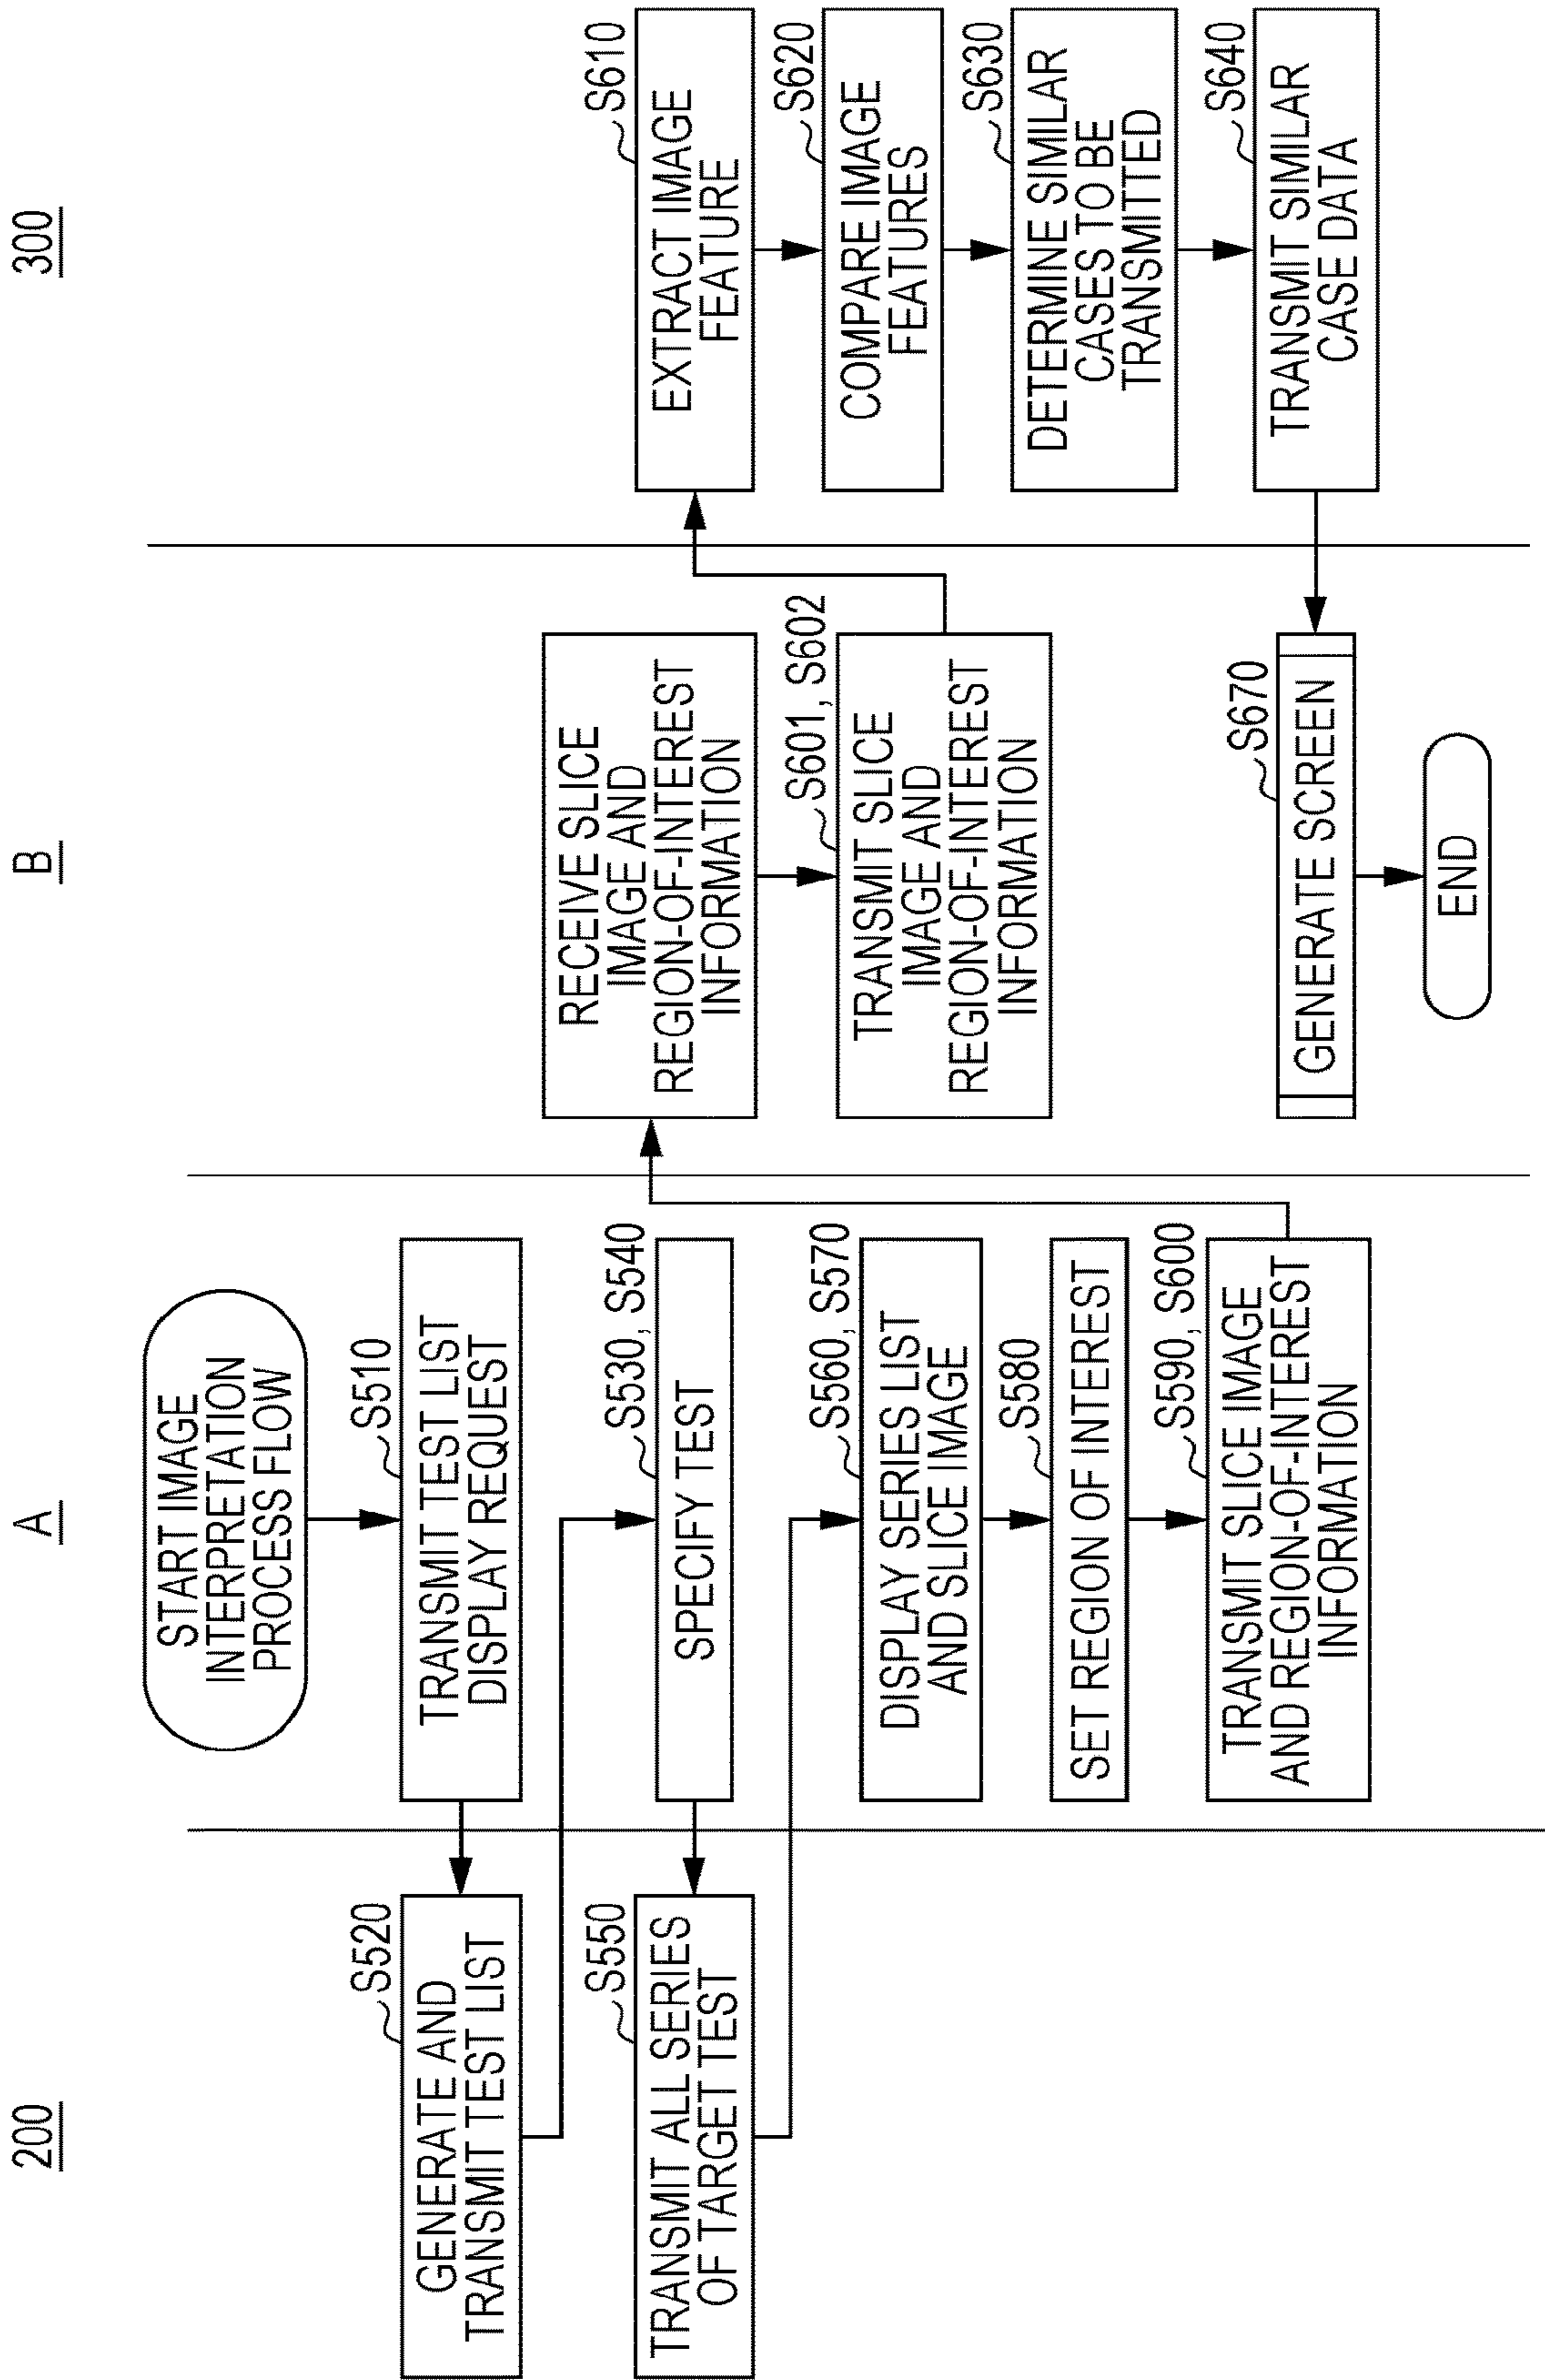 200
A
B
300
START IMAGE
INTERPRETATION
PROCESS FLOW
S510
TRANSMIT TEST LIST
DISPLAY REQUEST
S520
GENERATE AND
TRANSMIT TEST LIST
S530, S540
SPECIFY TEST
S550
TRANSMIT ALL SERIES
OF TARGET TEST
S560, S570
DISPLAY SERIES LIST
AND SLICE IMAGE
S580
SET REGION OF INTEREST
S590, S600
TRANSMIT SLICE IMAGE
AND REGION-OF-INTEREST
INFORMATION
RECEIVE SLICE
IMAGE AND
REGION-OF-INTEREST
INFORMATION
S601, S602
TRANSMIT SLICE
IMAGE AND
REGION-OF-INTEREST
INFORMATION
S610
EXTRACT IMAGE
FEATURE
S620
COMPARE IMAGE
FEATURES
S630
DETERMINE SIMILAR
CASES TO BE
TRANSMITTED
S640
TRANSMIT SIMILAR
CASE DATA
S670
GENERATE SCREEN
END